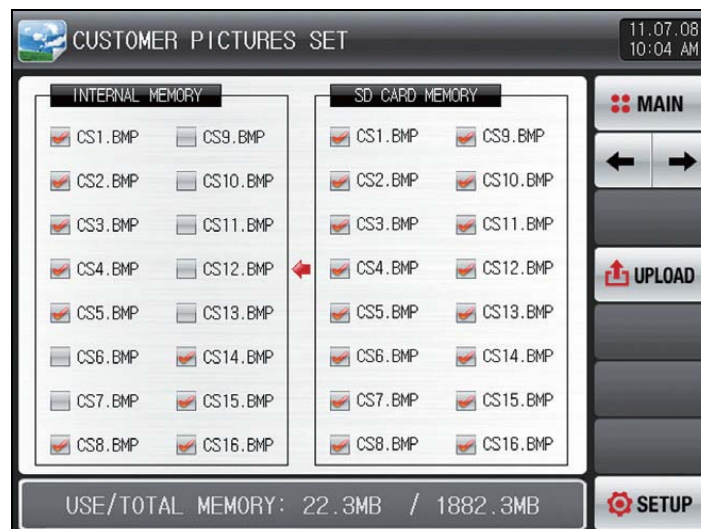 CUSTOMER PICTURES SET
11.07.08
10:04 AM
INTERNAL MEMORY
CS1.BMP CS9.BMP
CS2.BMP CS10.BMP
CS3.BMP CS11.BMP
CS4.BMP CS12.BMP
CS5.BMP CS13.BMP
CS6.BMP CS14.BMP
CS7.BMP CS15.BMP
CS8.BMP CS16.BMP
SD CARD MEMORY
CS1.BMP CS9.BMP
CS2.BMP CS10.BMP
CS3.BMP CS11.BMP
CS4.BMP CS12.BMP
CS5.BMP CS13.BMP
CS6.BMP CS14.BMP
CS7.BMP CS15.BMP
CS8.BMP CS16.BMP
MAIN
UPLOAD
SETUP
USE/TOTAL MEMORY: 22.3MB / 1882.3MB